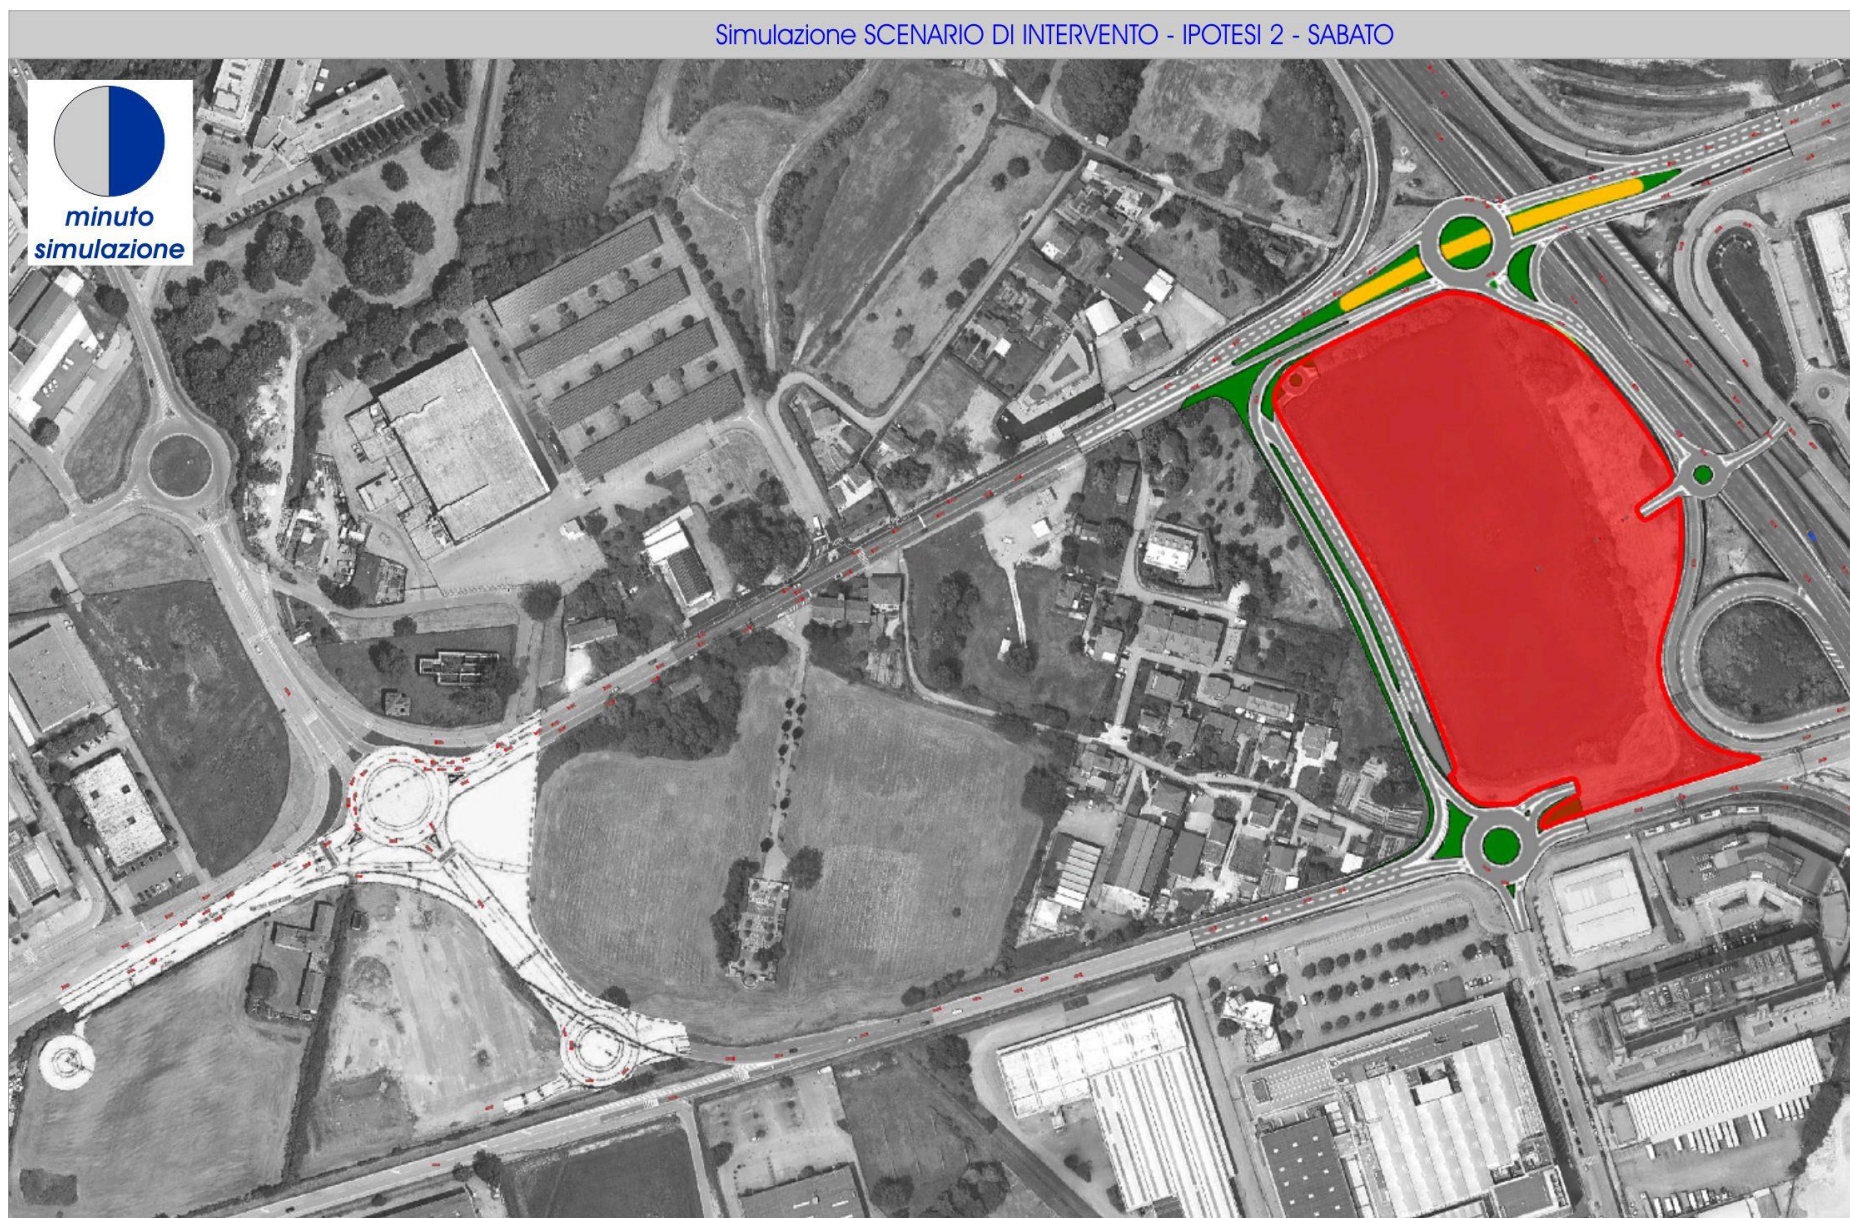 Simulazione SCENARIO DI INTERVENTO - IPOTESI 2 - SABATO
minuto
simulazione